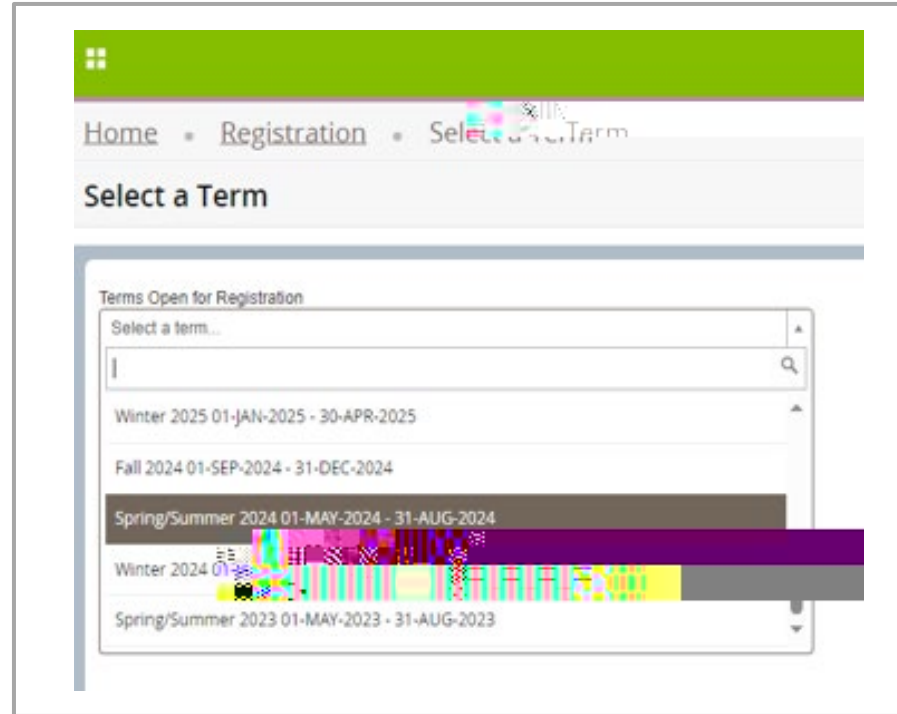 Home • Registration • Select a Term
Select a Term
Terms Open for Registration
Select a term...
Winter 2025 01-JAN-2025 - 30-APR-2025
Fall 2024 01-SEP-2024 - 31-DEC-2024
Spring/Summer 2024 01-MAY-2024 - 31-AUG-2024
Winter 2024
Spring/Summer 2023 01-MAY-2023 - 31-AUG-2023